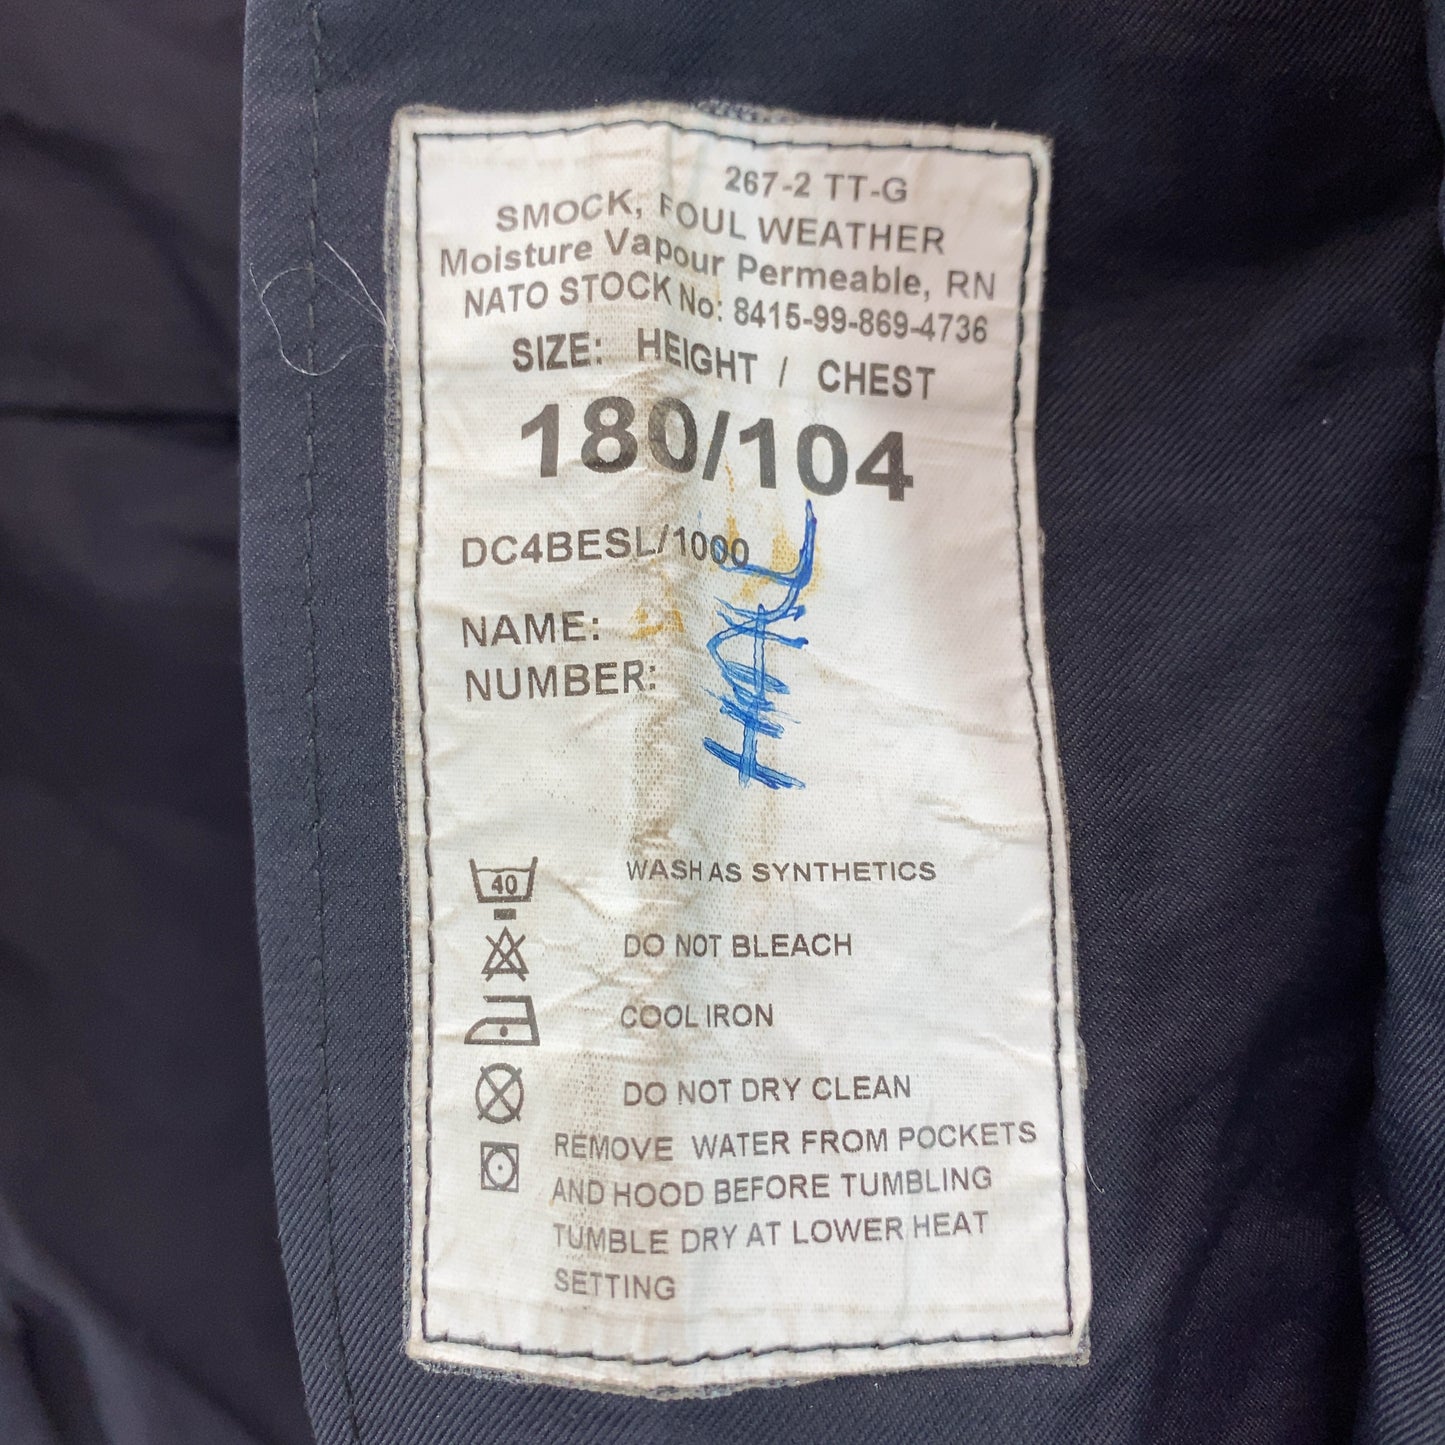 267-2 TT-G
SMOCK, FOUL WEATHER
Moisture Vapour Permeable, RN
NATO STOCK No: 8415-99-869-4736
SIZE: HEIGHT / CHEST
180/104
DC4BESL/1000
NAME:
NUMBER:
HALL
40
WASH AS SYNTHETICS
DO NOT BLEACH
COOL IRON
DO NOT DRY CLEAN
REMOVE WATER FROM POCKETS
AND HOOD BEFORE TUMBLING
TUMBLE DRY AT LOWER HEAT
SETTING